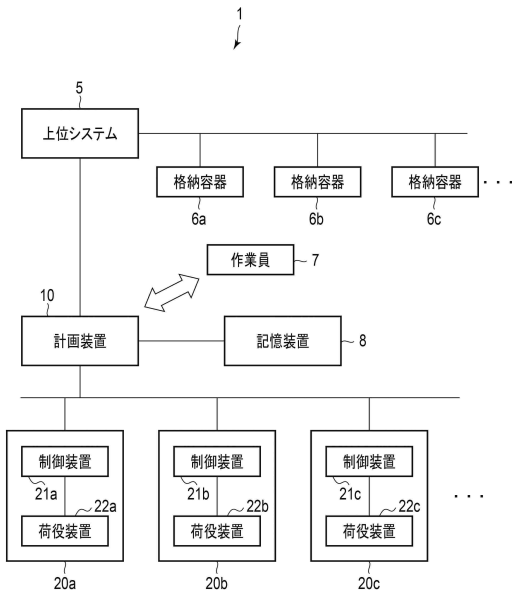 1
5
上位システム
格納容器 格納容器 格納容器 ・・・
6a 6b 6c
作業員 7
10
計画装置 記憶装置 8
制御装置 制御装置 制御装置
21a 21b 21c
22a 22b 22c ・・・
荷役装置 荷役装置 荷役装置
20a 20b 20c